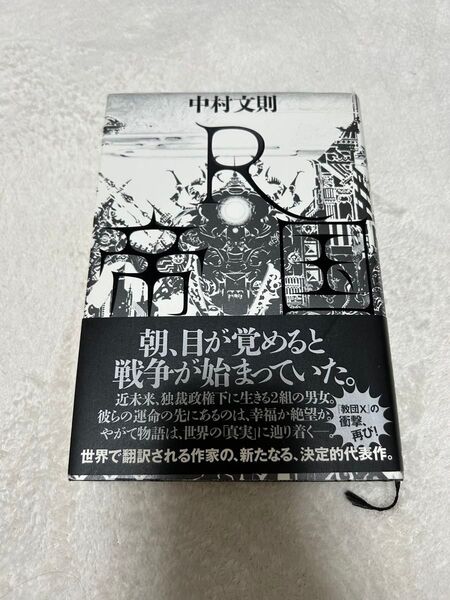 中村文則
R
帝国
朝、目が覚めると
戦争が始まっていた。
近未来、独裁政権下に生きる2組の男女。
彼らの運命の先にあるのは、幸福か絶望か。
やがて物語は、世界の「真実」に辿り着く――。
『教団X』の
衝撃、
再び!
世界で翻訳される作家の、新たなる、決定的代表作。